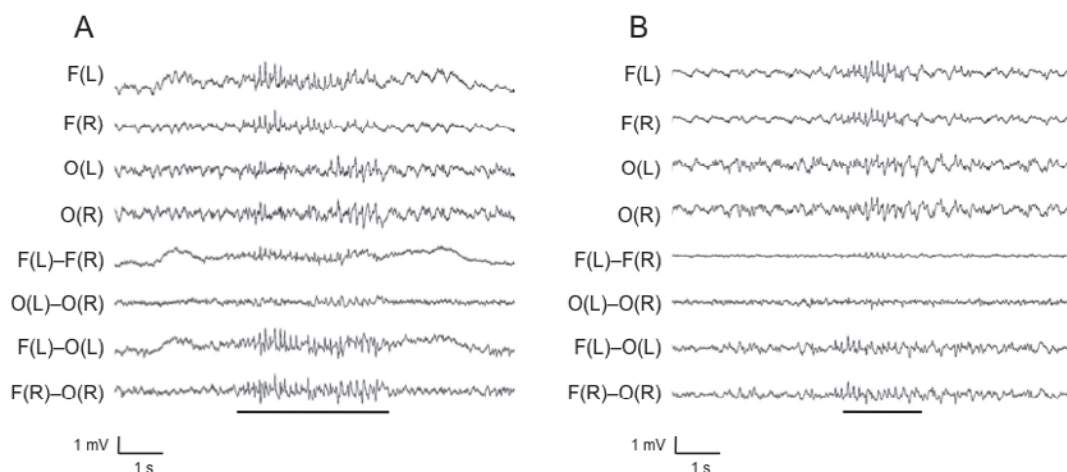 A
F(L)
F(R)
O(L)
O(R)
F(L)–F(R)
O(L)–O(R)
F(L)–O(L)
F(R)–O(R)
1 mV
1 s
B
F(L)
F(R)
O(L)
O(R)
F(L)–F(R)
O(L)–O(R)
F(L)–O(L)
F(R)–O(R)
1 mV
1 s